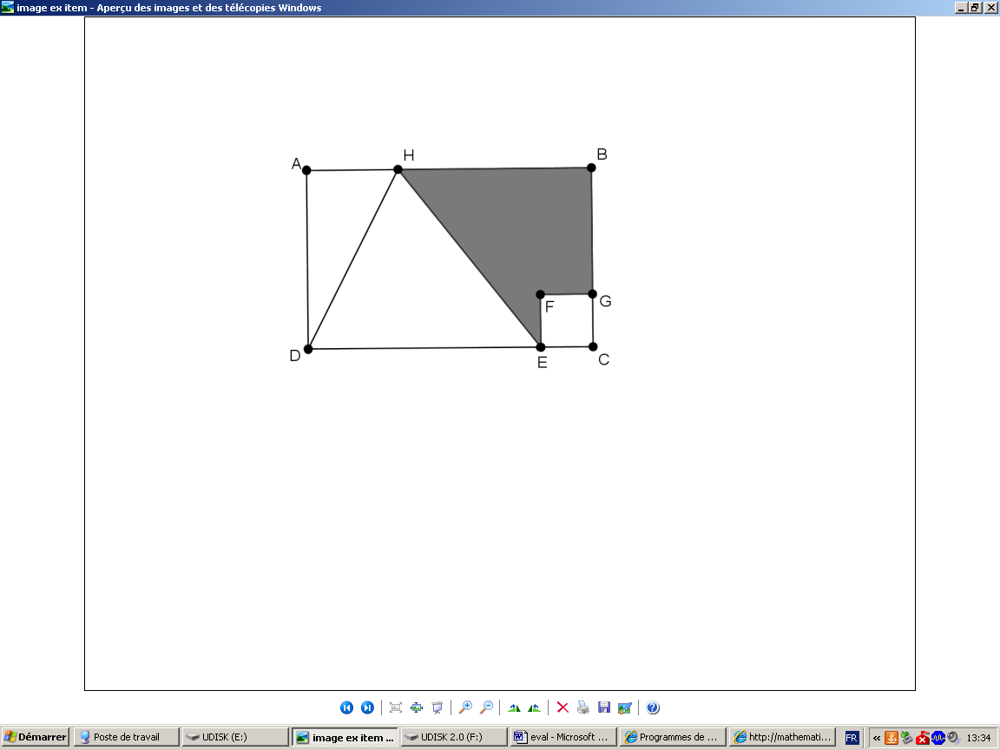 image ex item - Aperçu des images et des télécopies Windows
H
A
B
F
G
D
E
C
Démarrer
Poste de travail
UDISK (E:)
image ex item ...
UDISK 2.0 (F:)
eval - Microsoft ...
Programmes de ...
http://mathemati...
FR
«
13:34